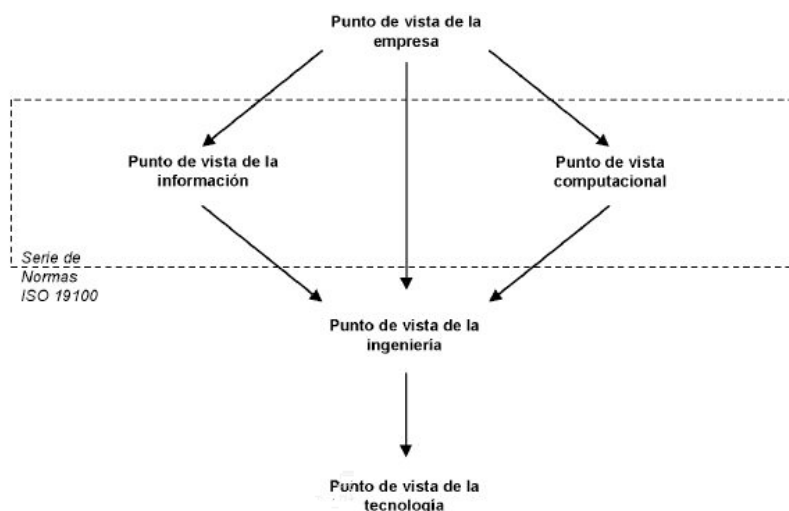 Punto de vista de la
empresa
Punto de vista de la
información
Punto de vista
computacional
Serie de
Normas
ISO 19100
Punto de vista de la
ingeniería
Punto de vista de la
tecnología